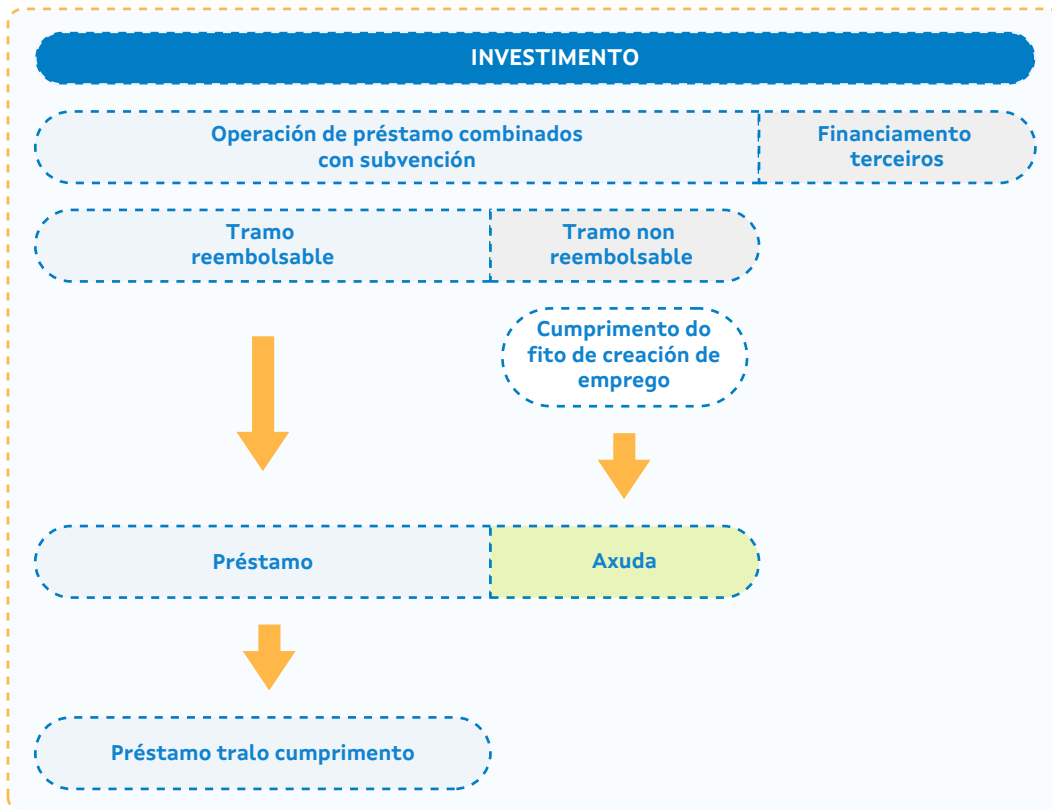 INVESTIMENTO
Operación de préstamo combinados
con subvención
Financiamento
terceiros
Tramo
reembolsable
Tramo non
reembolsable
Cumprimento do
fito de creación de
emprego
Préstamo
Axuda
Préstamo tralo cumprimento